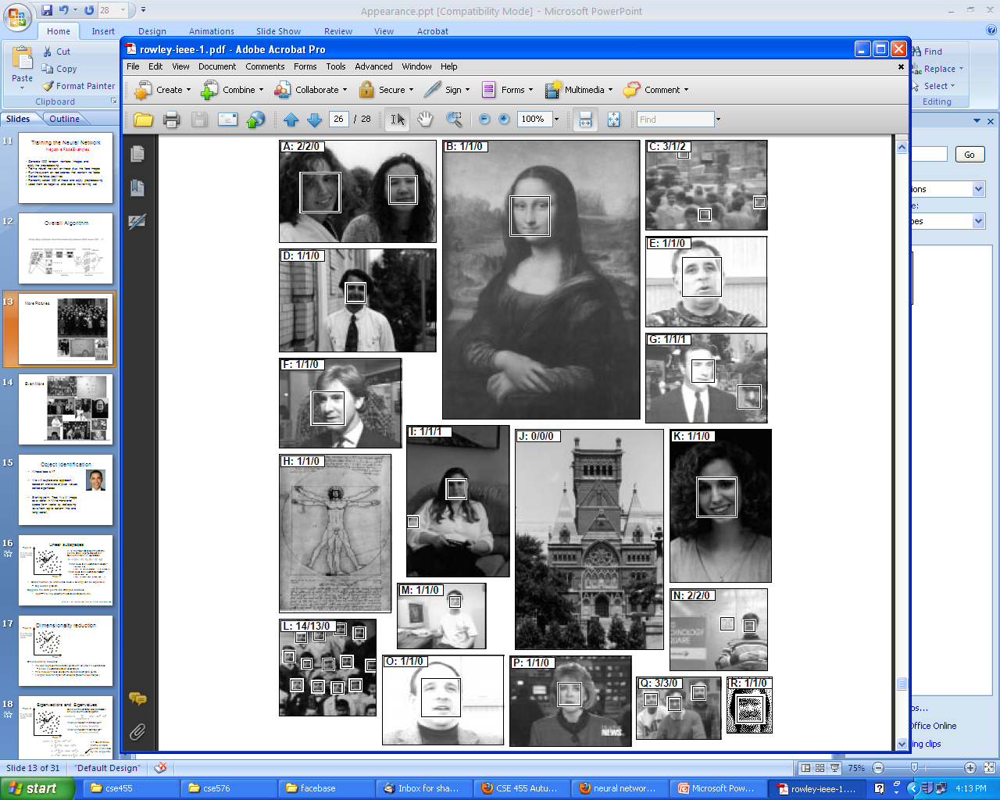 28
Appearance.ppt [Compatibility Mode] - Microsoft PowerPoint
Home Insert Design Animations Slide Show Review View Acrobat
Paste
Cut
Copy
Format Painter
Clipboard
Find
Replace
Select
Editing
Slides Outline
rowley-ieee-1.pdf - Adobe Acrobat Pro
File Edit View Document Comments Forms Tools Advanced Window Help
Create Combine Collaborate Secure Sign Forms Multimedia Comment
26 / 28 100% Find
Go
11
Training the Neural Network
12
Overall Algorithm
13
More Pictures
14
Even More
15
Object Identification
16
Linear subspaces
17
Dimensionality reduction
18
Eigenvectors and Eigenvalues
A: 2/2/0
B: 1/1/0
C: 3/1/2
D: 1/1/0
E: 1/1/0
F: 1/1/0
G: 1/1/1
H: 1/1/0
I: 1/1/1
J: 0/0/0
K: 1/1/0
L: 14/13/0
M: 1/1/0
N: 2/2/0
O: 1/1/0
P: 1/1/0
NEWS
Q: 3/3/0
R: 1/1/0
ions
e:
pes
ps...
Office Online
ing clips
Slide 13 of 31 "Default Design" 75%
start cse455 cse576 facebase Inbox for sha... CSE 455 Autu... neural networ... Microsoft Pow... rowley-ieee-1.... 4:13 PM